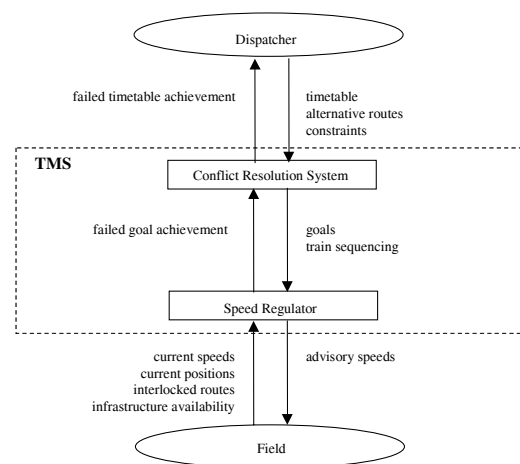 Dispatcher
failed timetable achievement
timetable
alternative routes
constraints
TMS
Conflict Resolution System
failed goal achievement
goals
train sequencing
Speed Regulator
current speeds
current positions
interlocked routes
infrastructure availability
advisory speeds
Field